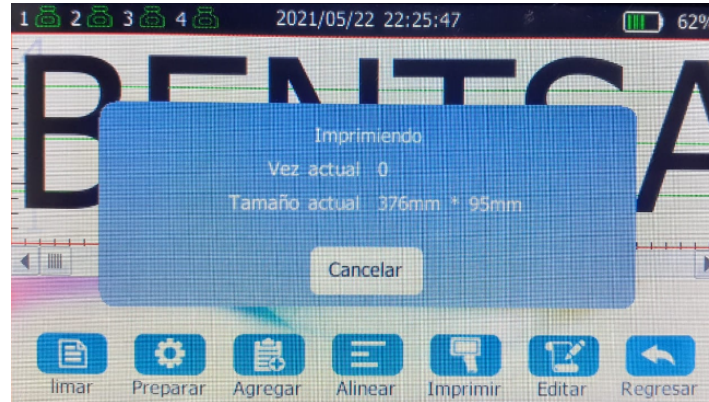 1 2 3 4 2021/05/22 22:25:47 62%
BENTSA
Imprimiendo
Vez actual 0
Tamaño actual 376mm * 95mm
Cancelar
limar Preparar Agregar Alinear Imprimir Editar Regresar